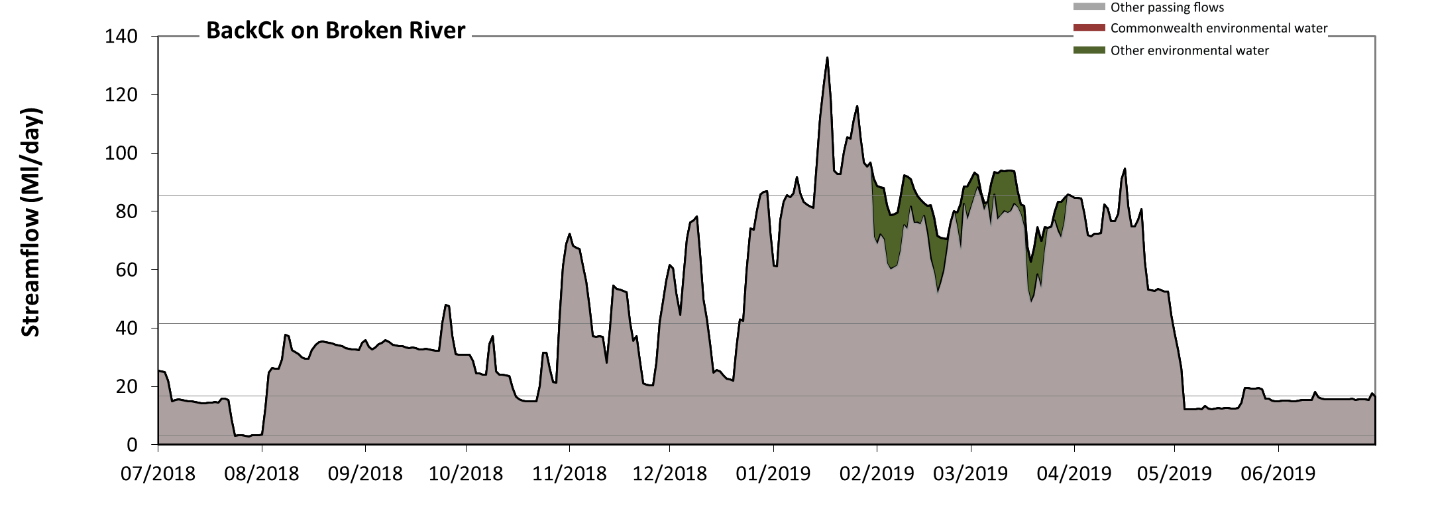 Other passing flows
BackCk on Broken River
Commonwealth environmental water
Other environmental water
Streamflow (Ml/day)
140
120
100
80
60
40
20
0
07/2018 08/2018 09/2018 10/2018 11/2018 12/2018 01/2019 02/2019 03/2019 04/2019 05/2019 06/2019